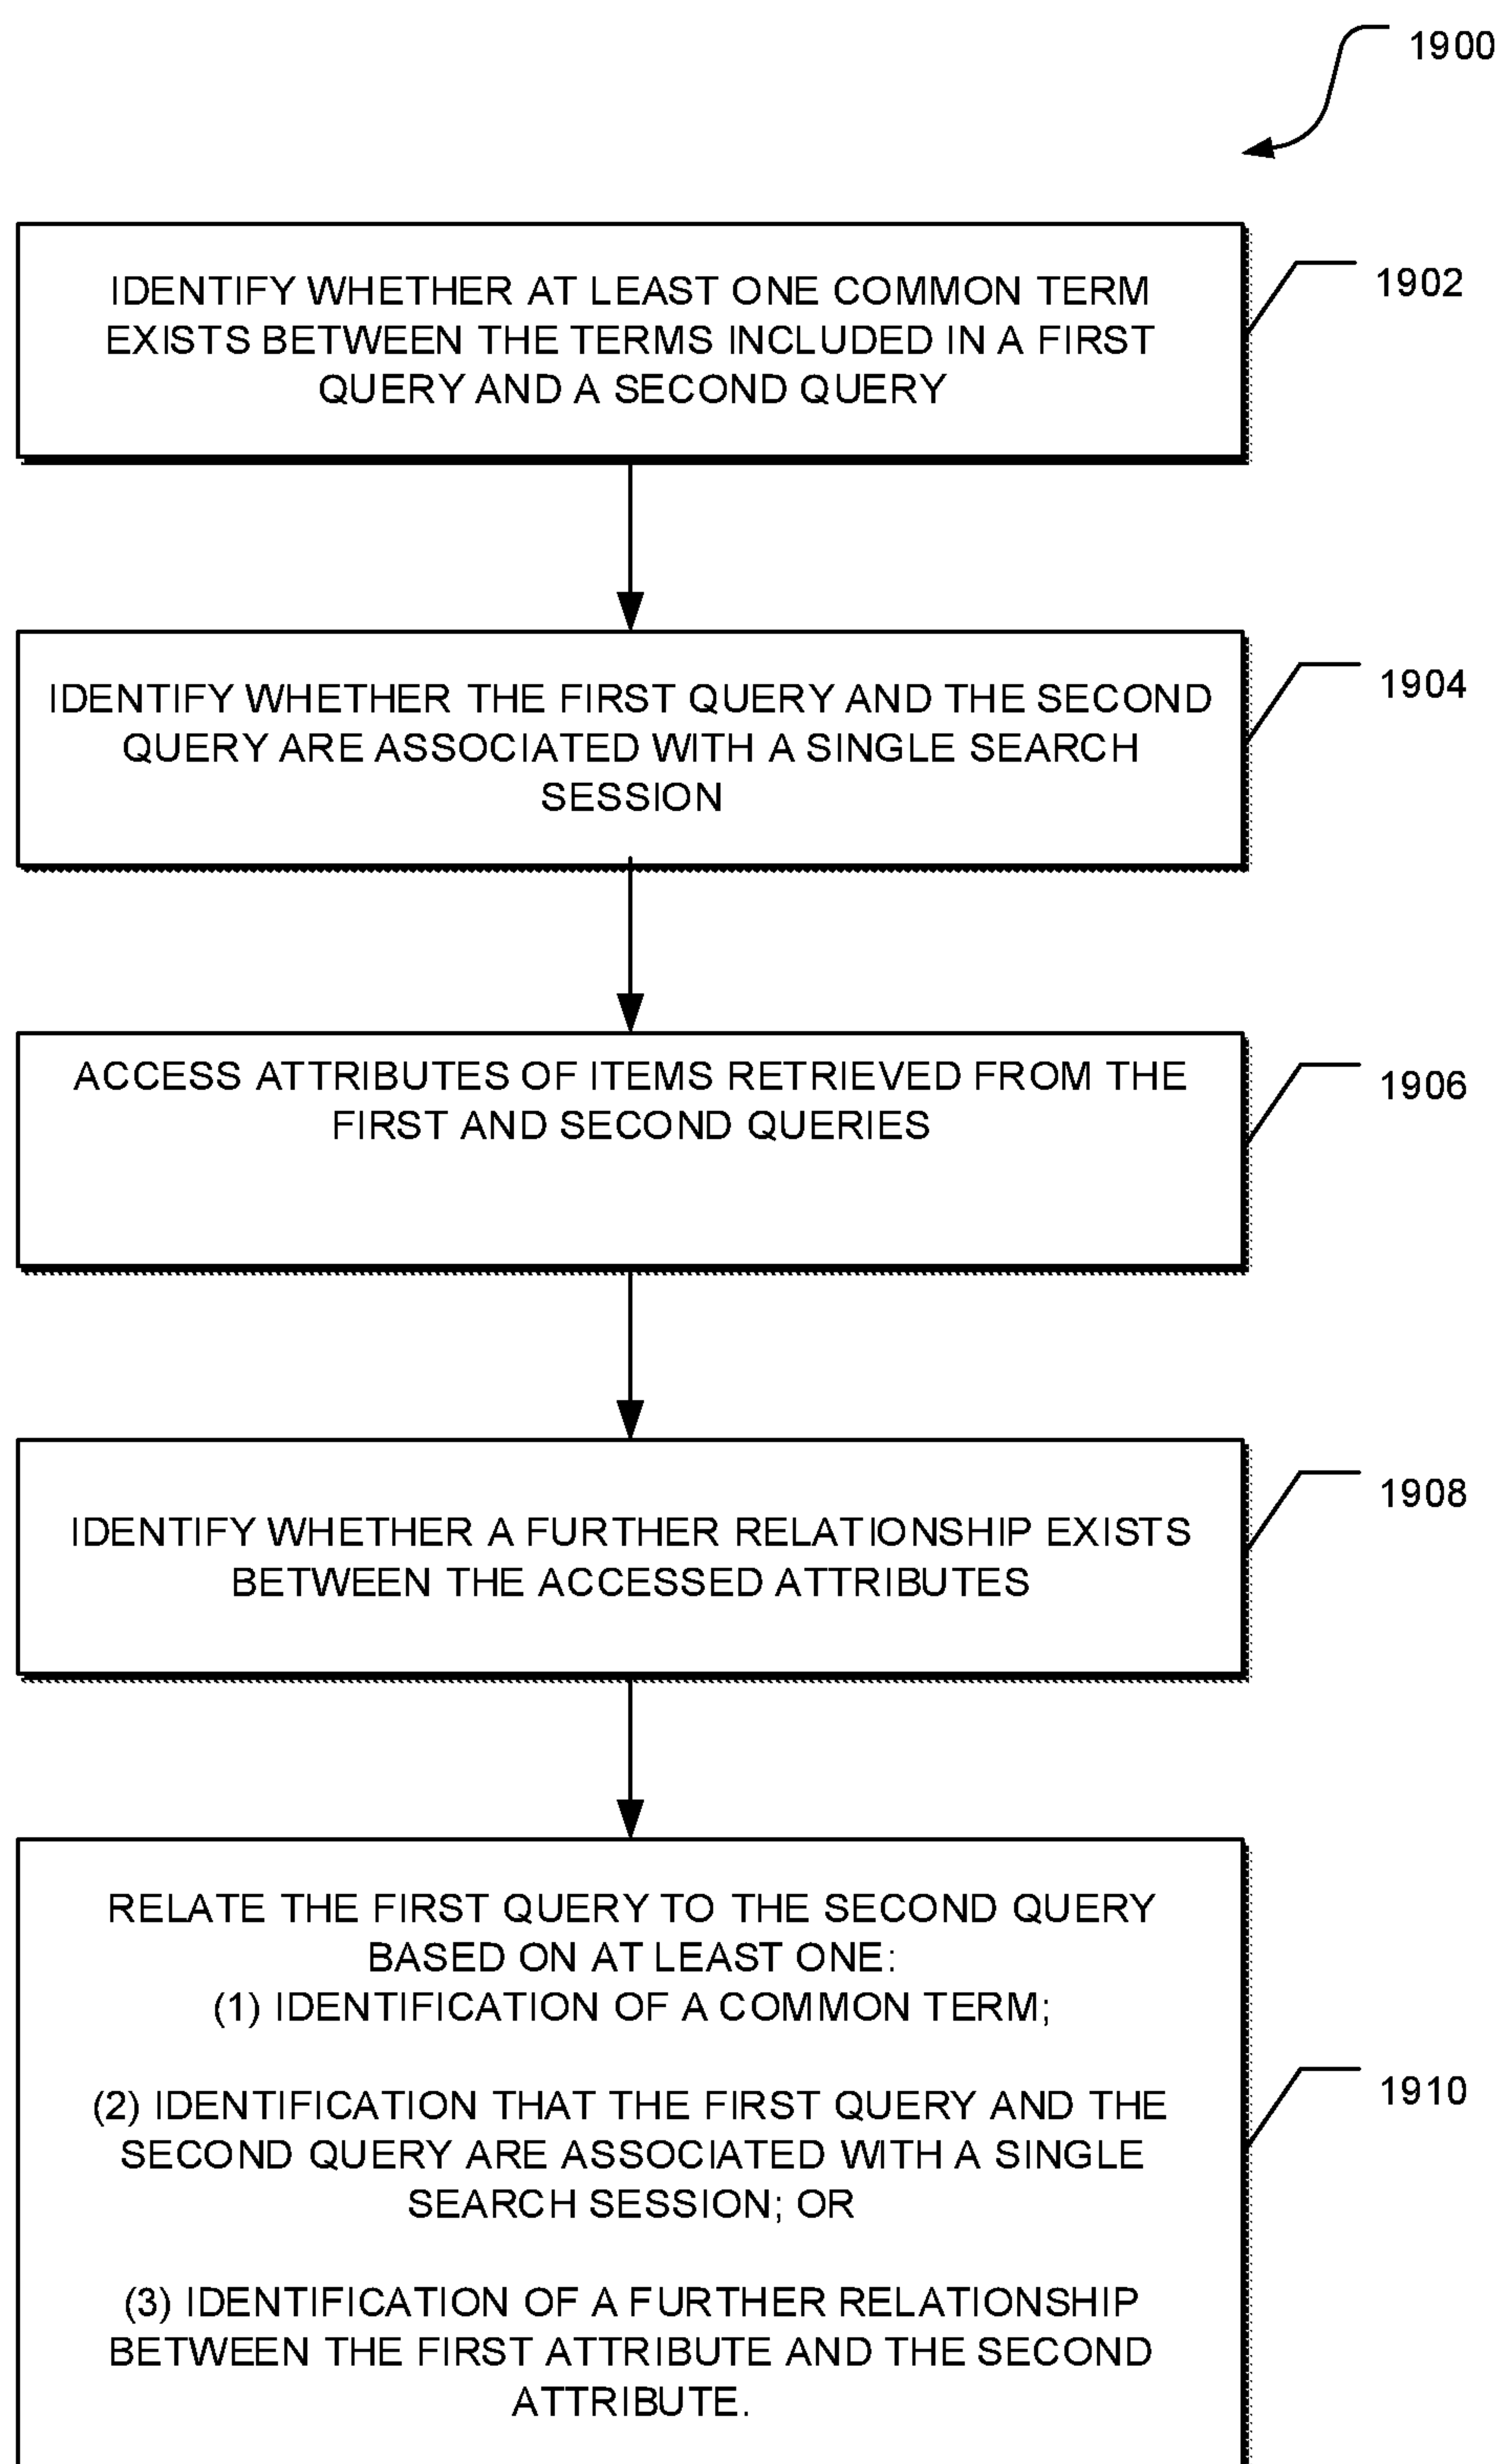 1900
IDENTIFY WHETHER AT LEAST ONE COMMON TERM
EXISTS BETWEEN THE TERMS INCLUDED IN A FIRST
QUERY AND A SECOND QUERY
1902
IDENTIFY WHETHER THE FIRST QUERY AND THE SECOND
QUERY ARE ASSOCIATED WITH A SINGLE SEARCH
SESSION
1904
ACCESS ATTRIBUTES OF ITEMS RETRIEVED FROM THE
FIRST AND SECOND QUERIES
1906
IDENTIFY WHETHER A FURTHER RELATIONSHIP EXISTS
BETWEEN THE ACCESSED ATTRIBUTES
1908
RELATE THE FIRST QUERY TO THE SECOND QUERY
BASED ON AT LEAST ONE:
(1) IDENTIFICATION OF A COMMON TERM;
(2) IDENTIFICATION THAT THE FIRST QUERY AND THE
SECOND QUERY ARE ASSOCIATED WITH A SINGLE
SEARCH SESSION; OR
(3) IDENTIFICATION OF A FURTHER RELATIONSHIP
BETWEEN THE FIRST ATTRIBUTE AND THE SECOND
ATTRIBUTE.
1910